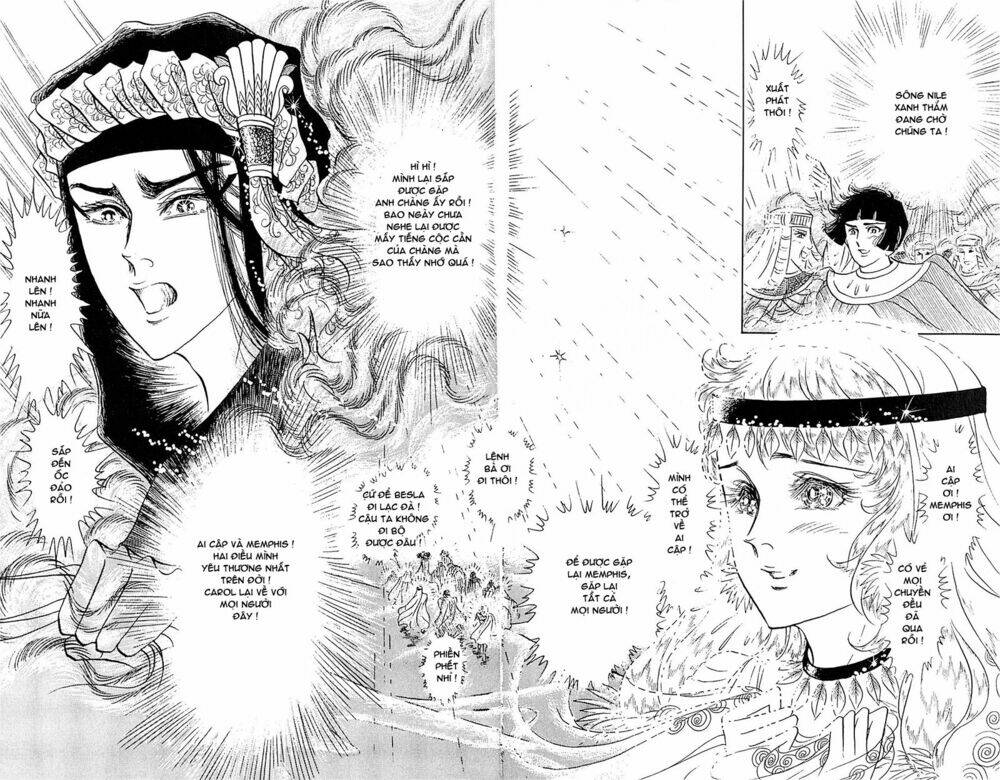 SÔNG NILE
XANH THẮM
ĐANG CHỜ
CHÚNG TA !
XUẤT
PHÁT
THÔI !
AI
CẬP
ƠI !
MEMPHIS
ƠI !
CÓ VẺ
MỌI
CHUYỆN
ĐỀU
ĐÃ
QUA
RỒI !
MÌNH
CÓ
THỂ
TRỞ
VỀ
AI
CẬP !
ĐỂ ĐƯỢC GẶP
LẠI MEMPHIS,
GẶP LẠI
TẤT CẢ
MỌI NGƯỜI !
LỆNH
BÀ ƠI
ĐI THÔI !
CỨ ĐỂ BESLA
ĐI LẠC ĐÀ !
CẬU TA KHÔNG
ĐI BỘ
ĐƯỢC ĐÂU !
PHIỀN
PHẾT
NHỈ !
HÌ HÌ !
MÌNH LẠI SẮP
ĐƯỢC GẶP
ANH CHÀNG ẤY RỒI !
BAO NGÀY CHƯA
NGHE LẠI ĐƯỢC
MẤY TIẾNG CỘC CẰN
CỦA CHÀNG MÀ
SAO THẤY NHỚ QUÁ !
AI CẬP VÀ MEMPHIS !
HAI ĐIỀU MÌNH
YÊU THƯƠNG NHẤT
TRÊN ĐỜI !
CAROL LẠI VỀ VỚI
MỌI NGƯỜI
ĐÂY !
NHANH
LÊN !
NHANH
NỮA
LÊN !
SẮP
ĐẾN
ỐC
ĐẢO
RỒI !